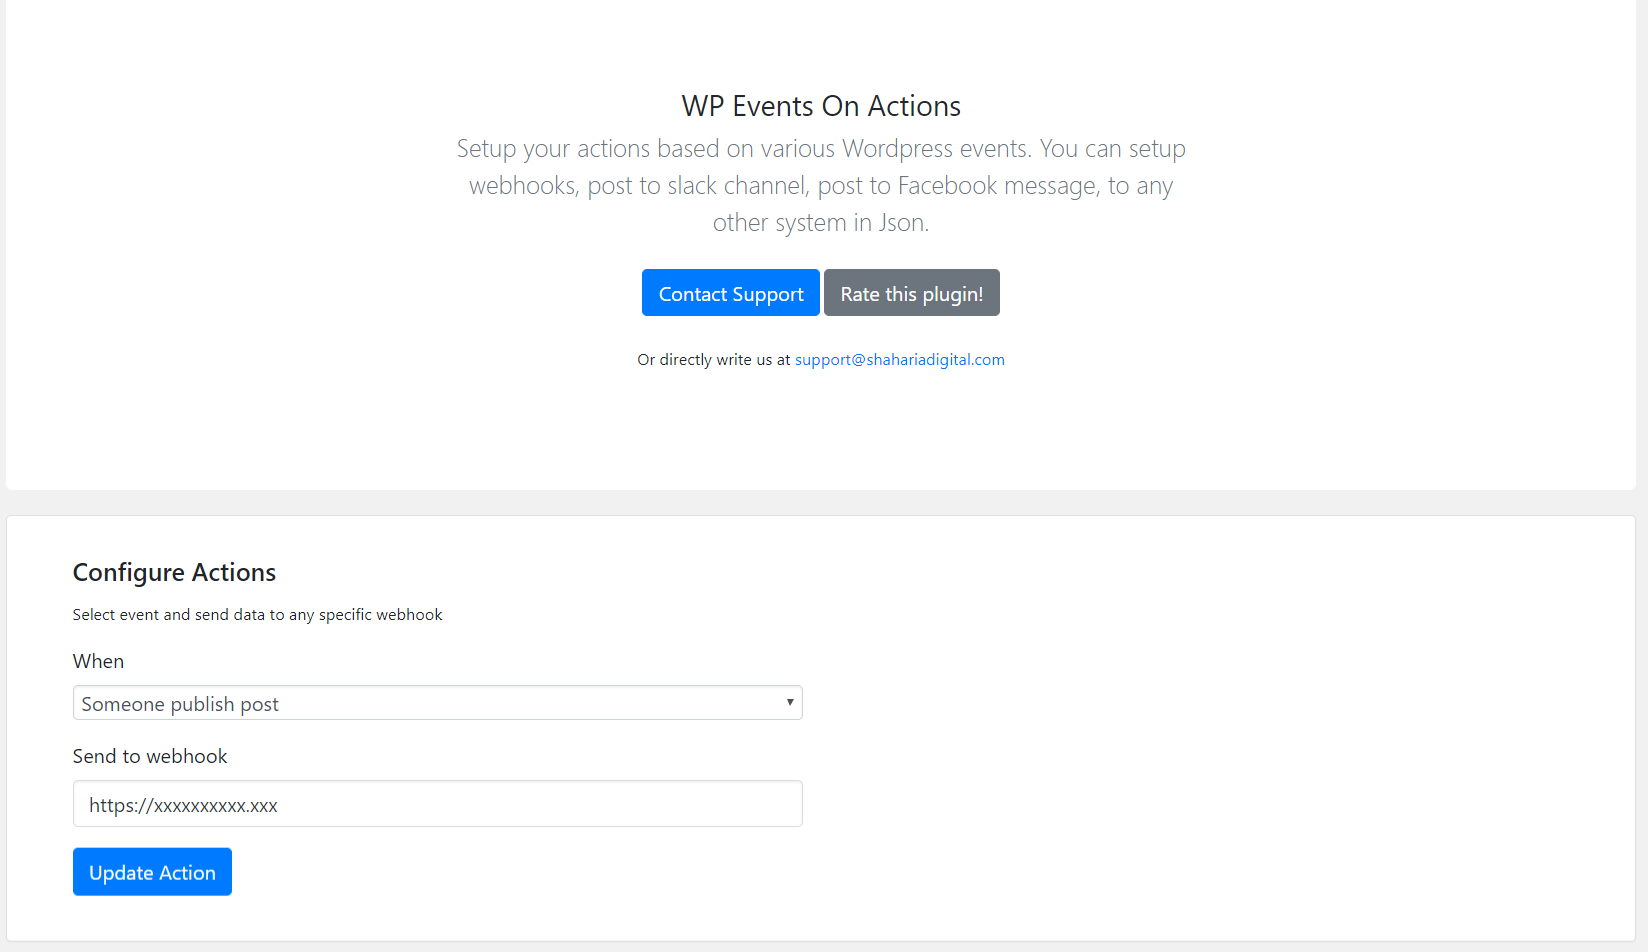 WP Events On Actions
Setup your actions based on various Wordpress events. You can setup
webhooks, post to slack channel, post to Facebook message, to any
other system in Json.
Contact Support
Rate this plugin!
Or directly write us at support@shahariadigital.com
Configure Actions
Select event and send data to any specific webhook
When
Someone publish post
Send to webhook
https://xxxxxxxxxx.xxx
Update Action